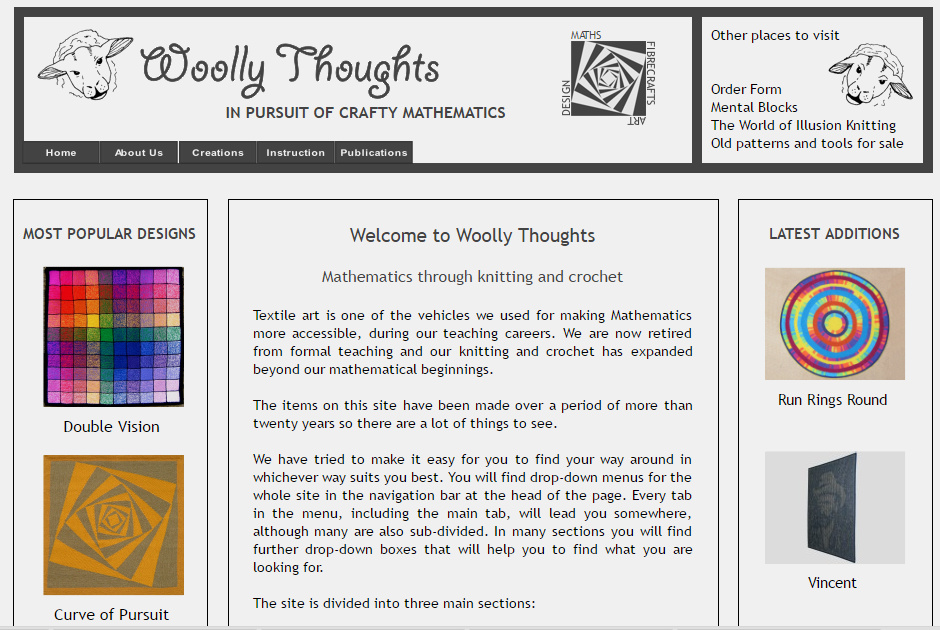 Woolly Thoughts
IN PURSUIT OF CRAFTY MATHEMATICS
MATHS
FIBRECRAFTS
ART
DESIGN
Home
About Us
Creations
Instruction
Publications
Other places to visit
Order Form
Mental Blocks
The World of Illusion Knitting
Old patterns and tools for sale
MOST POPULAR DESIGNS
Double Vision
Curve of Pursuit
Welcome to Woolly Thoughts
Mathematics through knitting and crochet
Textile art is one of the vehicles we used for making Mathematics
more accessible, during our teaching careers. We are now retired
from formal teaching and our knitting and crochet has expanded
beyond our mathematical beginnings.
The items on this site have been made over a period of more than
twenty years so there are a lot of things to see.
We have tried to make it easy for you to find your way around in
whichever way suits you best. You will find drop-down menus for the
whole site in the navigation bar at the head of the page. Every tab
in the menu, including the main tab, will lead you somewhere,
although many are also sub-divided. In many sections you will find
further drop-down boxes that will help you to find what you are
looking for.
The site is divided into three main sections:
LATEST ADDITIONS
Run Rings Round
Vincent